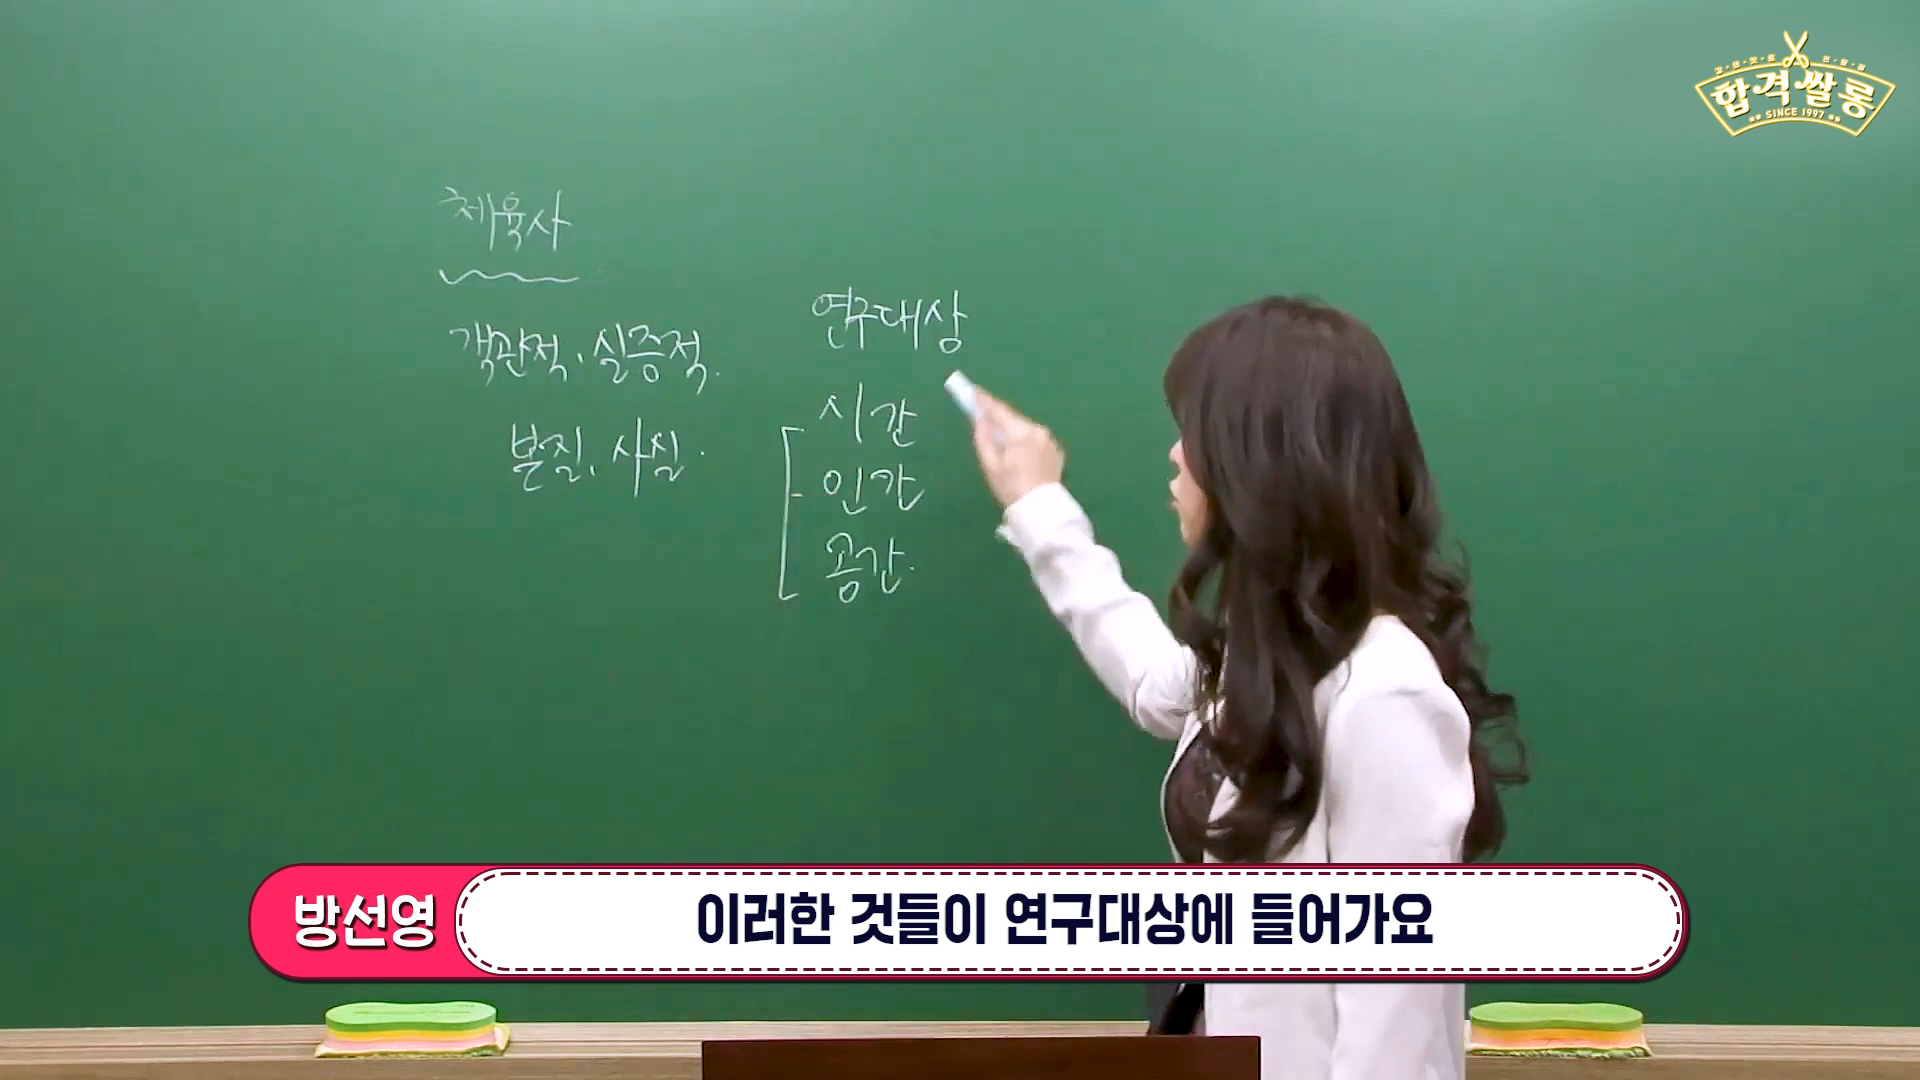 합격쌀롱
SINCE 1997
체육사
객관적, 실증적.
본질, 사실.
연구대상
시간
인간
공간.
방선영
이러한 것들이 연구대상에 들어가요